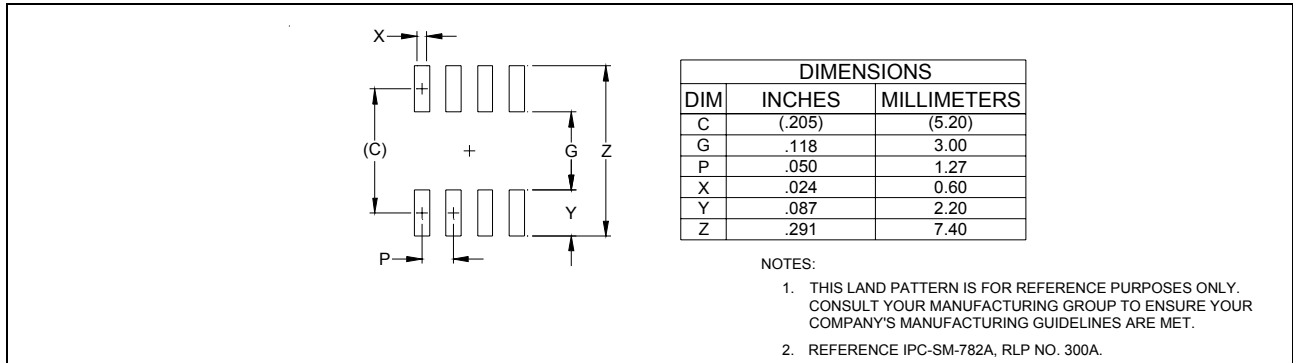 X
(C)
G
Z
Y
P
DIMENSIONS
DIM INCHES MILLIMETERS
C (.205) (5.20)
G .118 3.00
P .050 1.27
X .024 0.60
Y .087 2.20
Z .291 7.40
NOTES:
1. THIS LAND PATTERN IS FOR REFERENCE PURPOSES ONLY.
CONSULT YOUR MANUFACTURING GROUP TO ENSURE YOUR
COMPANY'S MANUFACTURING GUIDELINES ARE MET.
2. REFERENCE IPC-SM-782A, RLP NO. 300A.